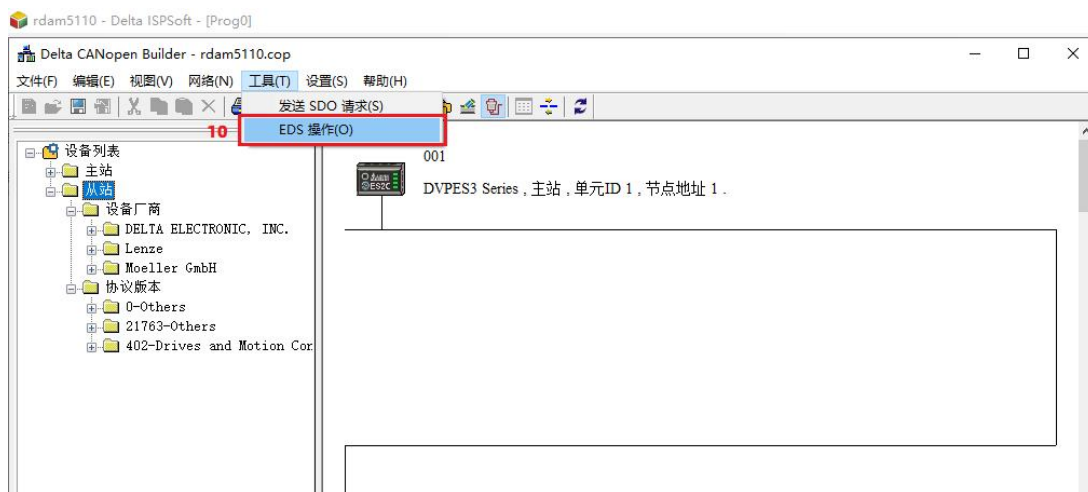 rdam5110 - Delta ISPSoft - [Prog0]
Delta CANopen Builder - rdam5110.cop
文件(F) 编辑(E) 视图(V) 网络(N) 工具(T) 设置(S) 帮助(H)
发送 SDO 请求(S)
10
EDS 操作(O)
设备列表
主站
从站
设备厂商
DELTA ELECTRONIC, INC.
Lenze
Moeller GmbH
协议版本
0-Others
21763-Others
402-Drives and Motion Con
001
DVPES3 Series , 主站 , 单元ID 1 , 节点地址 1 .